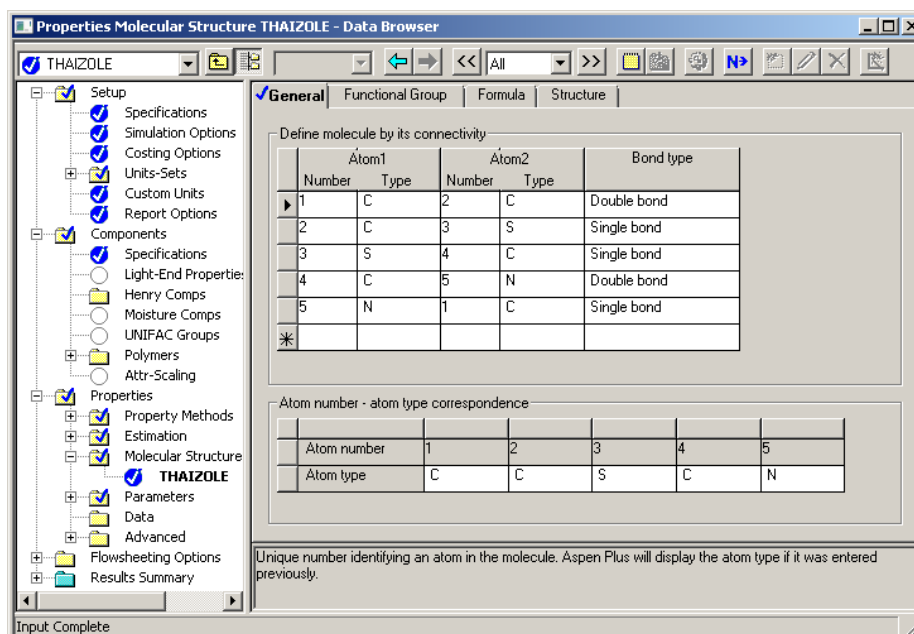 Properties Molecular Structure THAIZOLE - Data Browser
THAIZOLE
<< All >> N
Setup
Specifications
Simulation Options
Costing Options
Units-Sets
Custom Units
Report Options
Components
Specifications
Light-End Propertie
Henry Comps
Moisture Comps
UNIFAC Groups
Polymers
Attr-Scaling
Properties
Property Methods
Estimation
Molecular Structure
THAIZOLE
Parameters
Data
Advanced
Flowsheeting Options
Results Summary
General Functional Group Formula Structure
Define molecule by its connectivity
Atom1 Atom2 Bond type
Number Type Number Type
1 C 2 C Double bond
2 C 3 S Single bond
3 S 4 C Single bond
4 C 5 N Double bond
5 N 1 C Single bond
Atom number - atom type correspondence
Atom number 1 2 3 4 5
Atom type C C S C N
Unique number identifying an atom in the molecule. Aspen Plus will display the atom type if it was entered
previously.
Input Complete